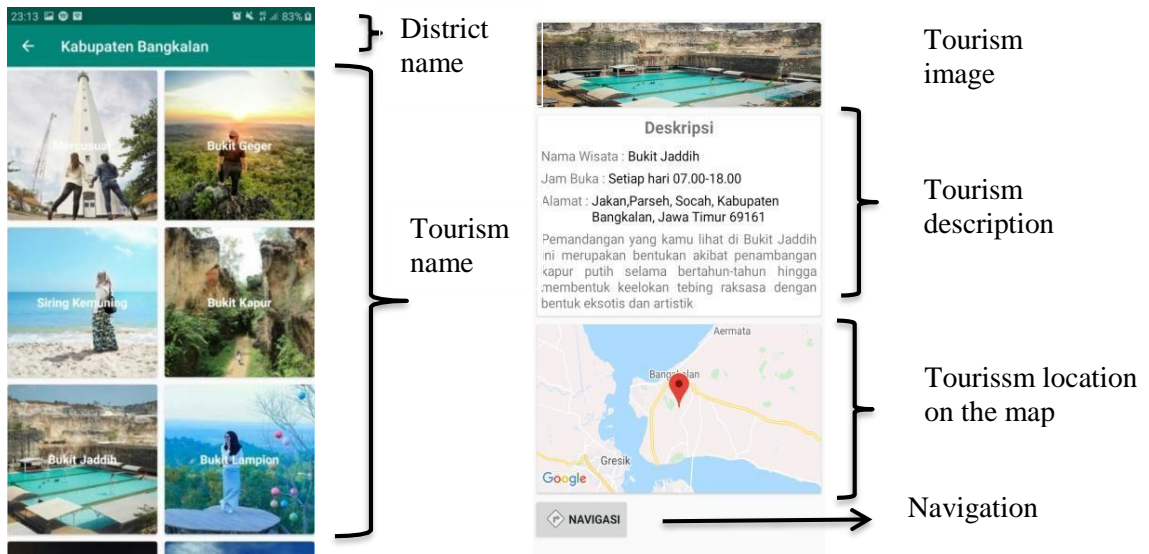 23:13
83%
Kabupaten Bangkalan
Mercusuar
Bukit Geger
Siring Kemuning
Bukit Kapur
Bukit Jaddih
Bukit Lampion
District
name
Tourism
name
Deskripsi
Nama Wisata : Bukit Jaddih
Jam Buka : Setiap hari 07.00-18.00
Alamat : Jakan,Parseh, Socah, Kabupaten
Bangkalan, Jawa Timur 69161
Pemandangan yang kamu lihat di Bukit Jaddih
ini merupakan bentukan akibat penambangan
kapur putih selama bertahun-tahun hingga
membentuk keelokan tebing raksasa dengan
bentuk eksotis dan artistik
Aermata
Bangkalan
Gresik
Google
NAVIGASI
Tourism
image
Tourism
description
Tourissm location
on the map
Navigation